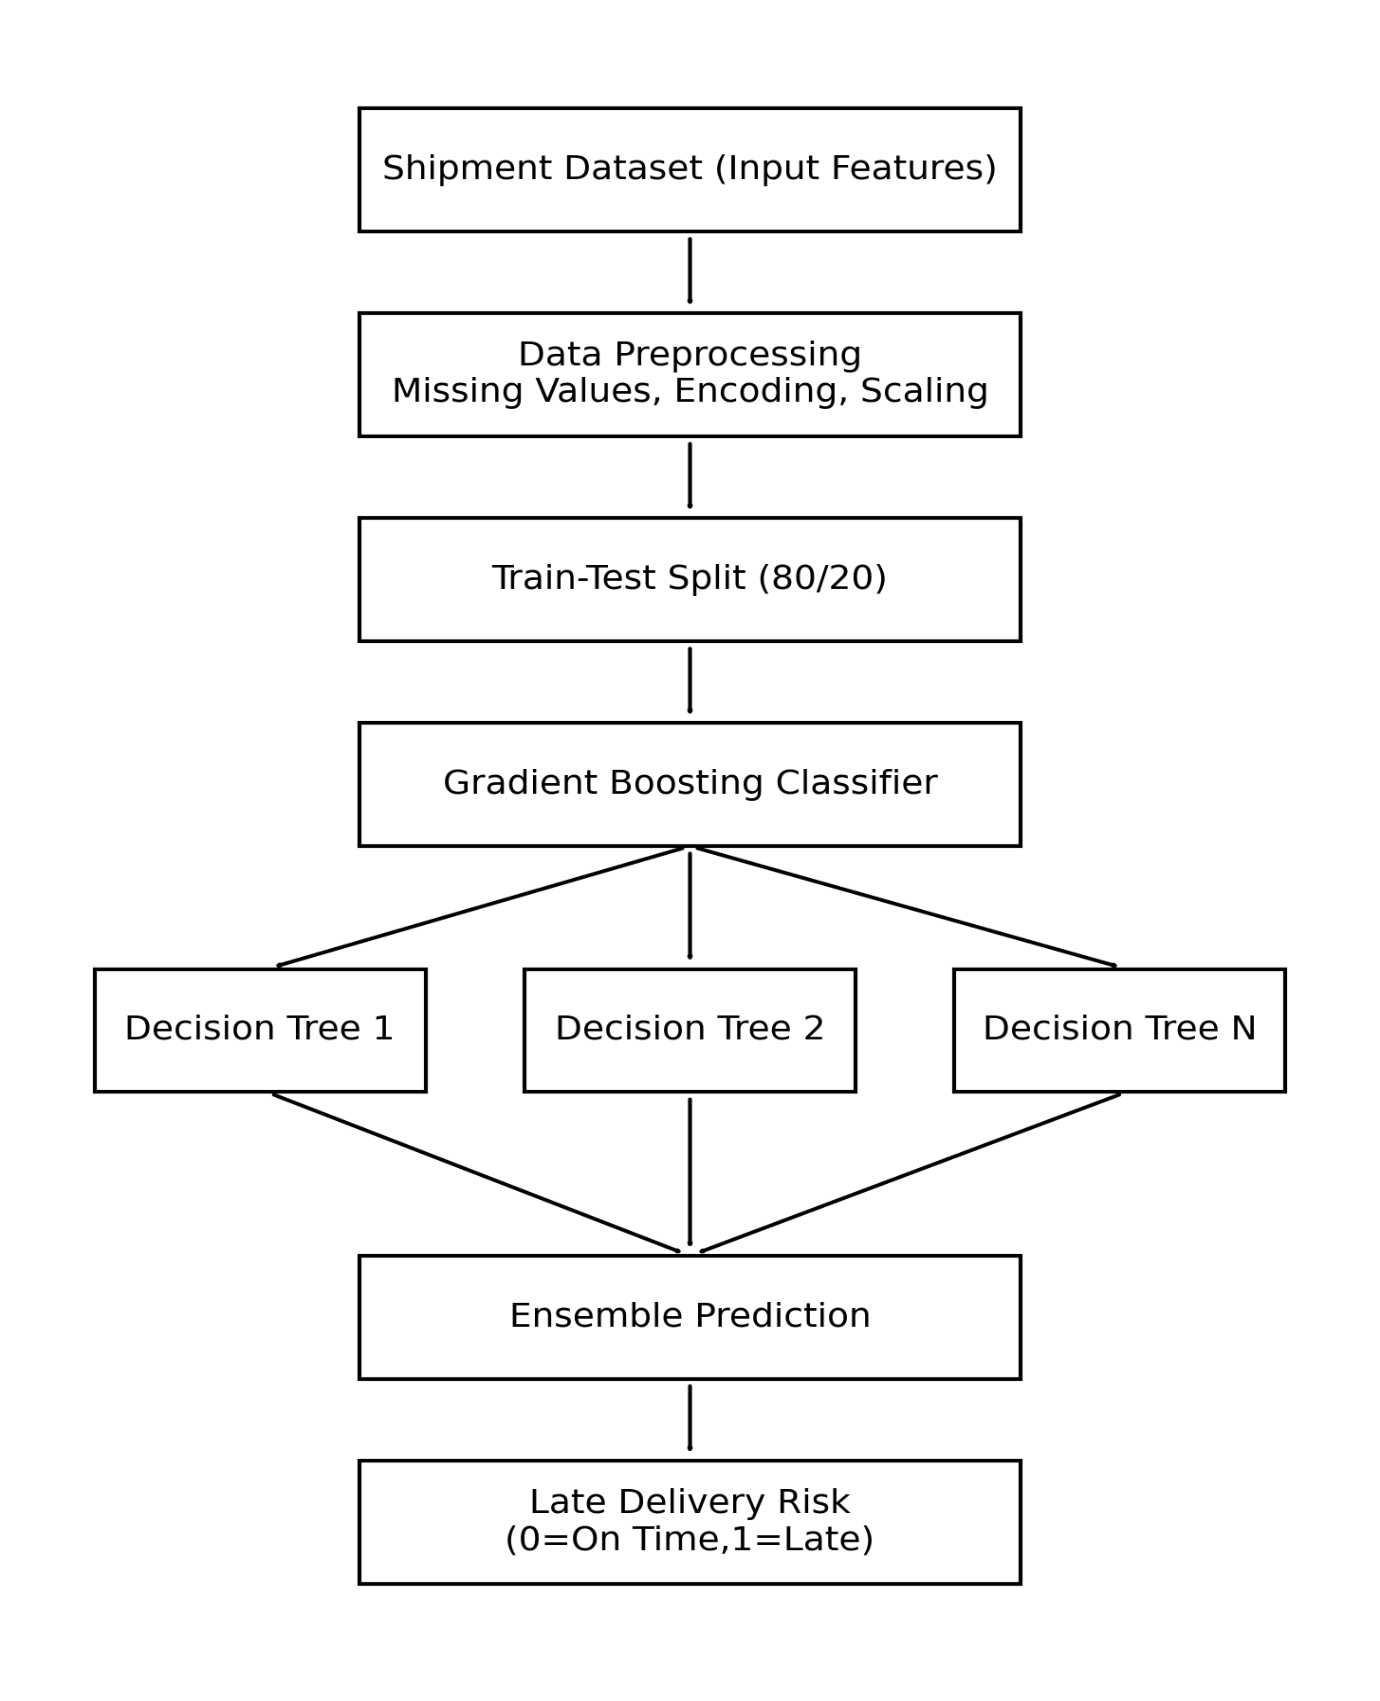 Shipment Dataset (Input Features)
Data Preprocessing
Missing Values, Encoding, Scaling
Train-Test Split (80/20)
Gradient Boosting Classifier
Decision Tree 1
Decision Tree 2
Decision Tree N
Ensemble Prediction
Late Delivery Risk
(0=On Time,1=Late)